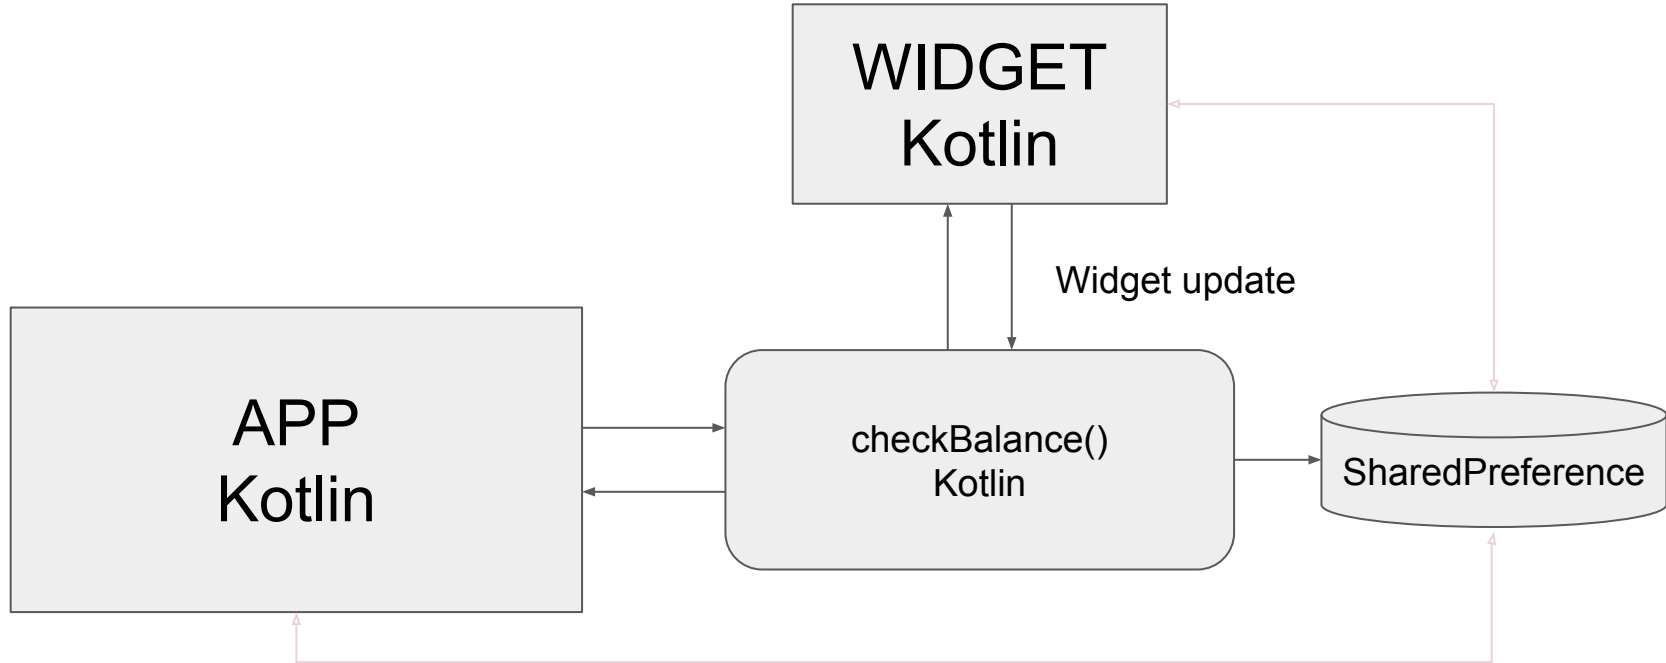 WIDGET
Kotlin
Widget update
APP
Kotlin
checkBalance()
Kotlin
SharedPreference